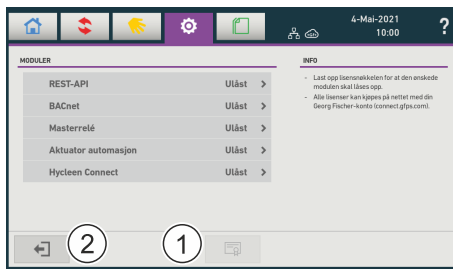 4-Mai-2021
10:00
?
MODULER
REST-API Ulåst >
BACnet Ulåst >
Masterrelé Ulåst >
Aktuator automasjon Ulåst >
Hycleen Connect Ulåst >
INFO
- Last opp lisensnøkkelen for at den ønskede
modulen skal låses opp.
- Alle lisenser kan kjøpes på nettet med din
Georg Fischer-konto (connect.gfps.com).
2
1